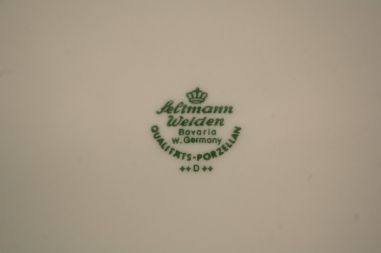 Seltmann
Weiden
Bavaria
W. Germany
QUALITÄTS-PORZELLAN
++D++